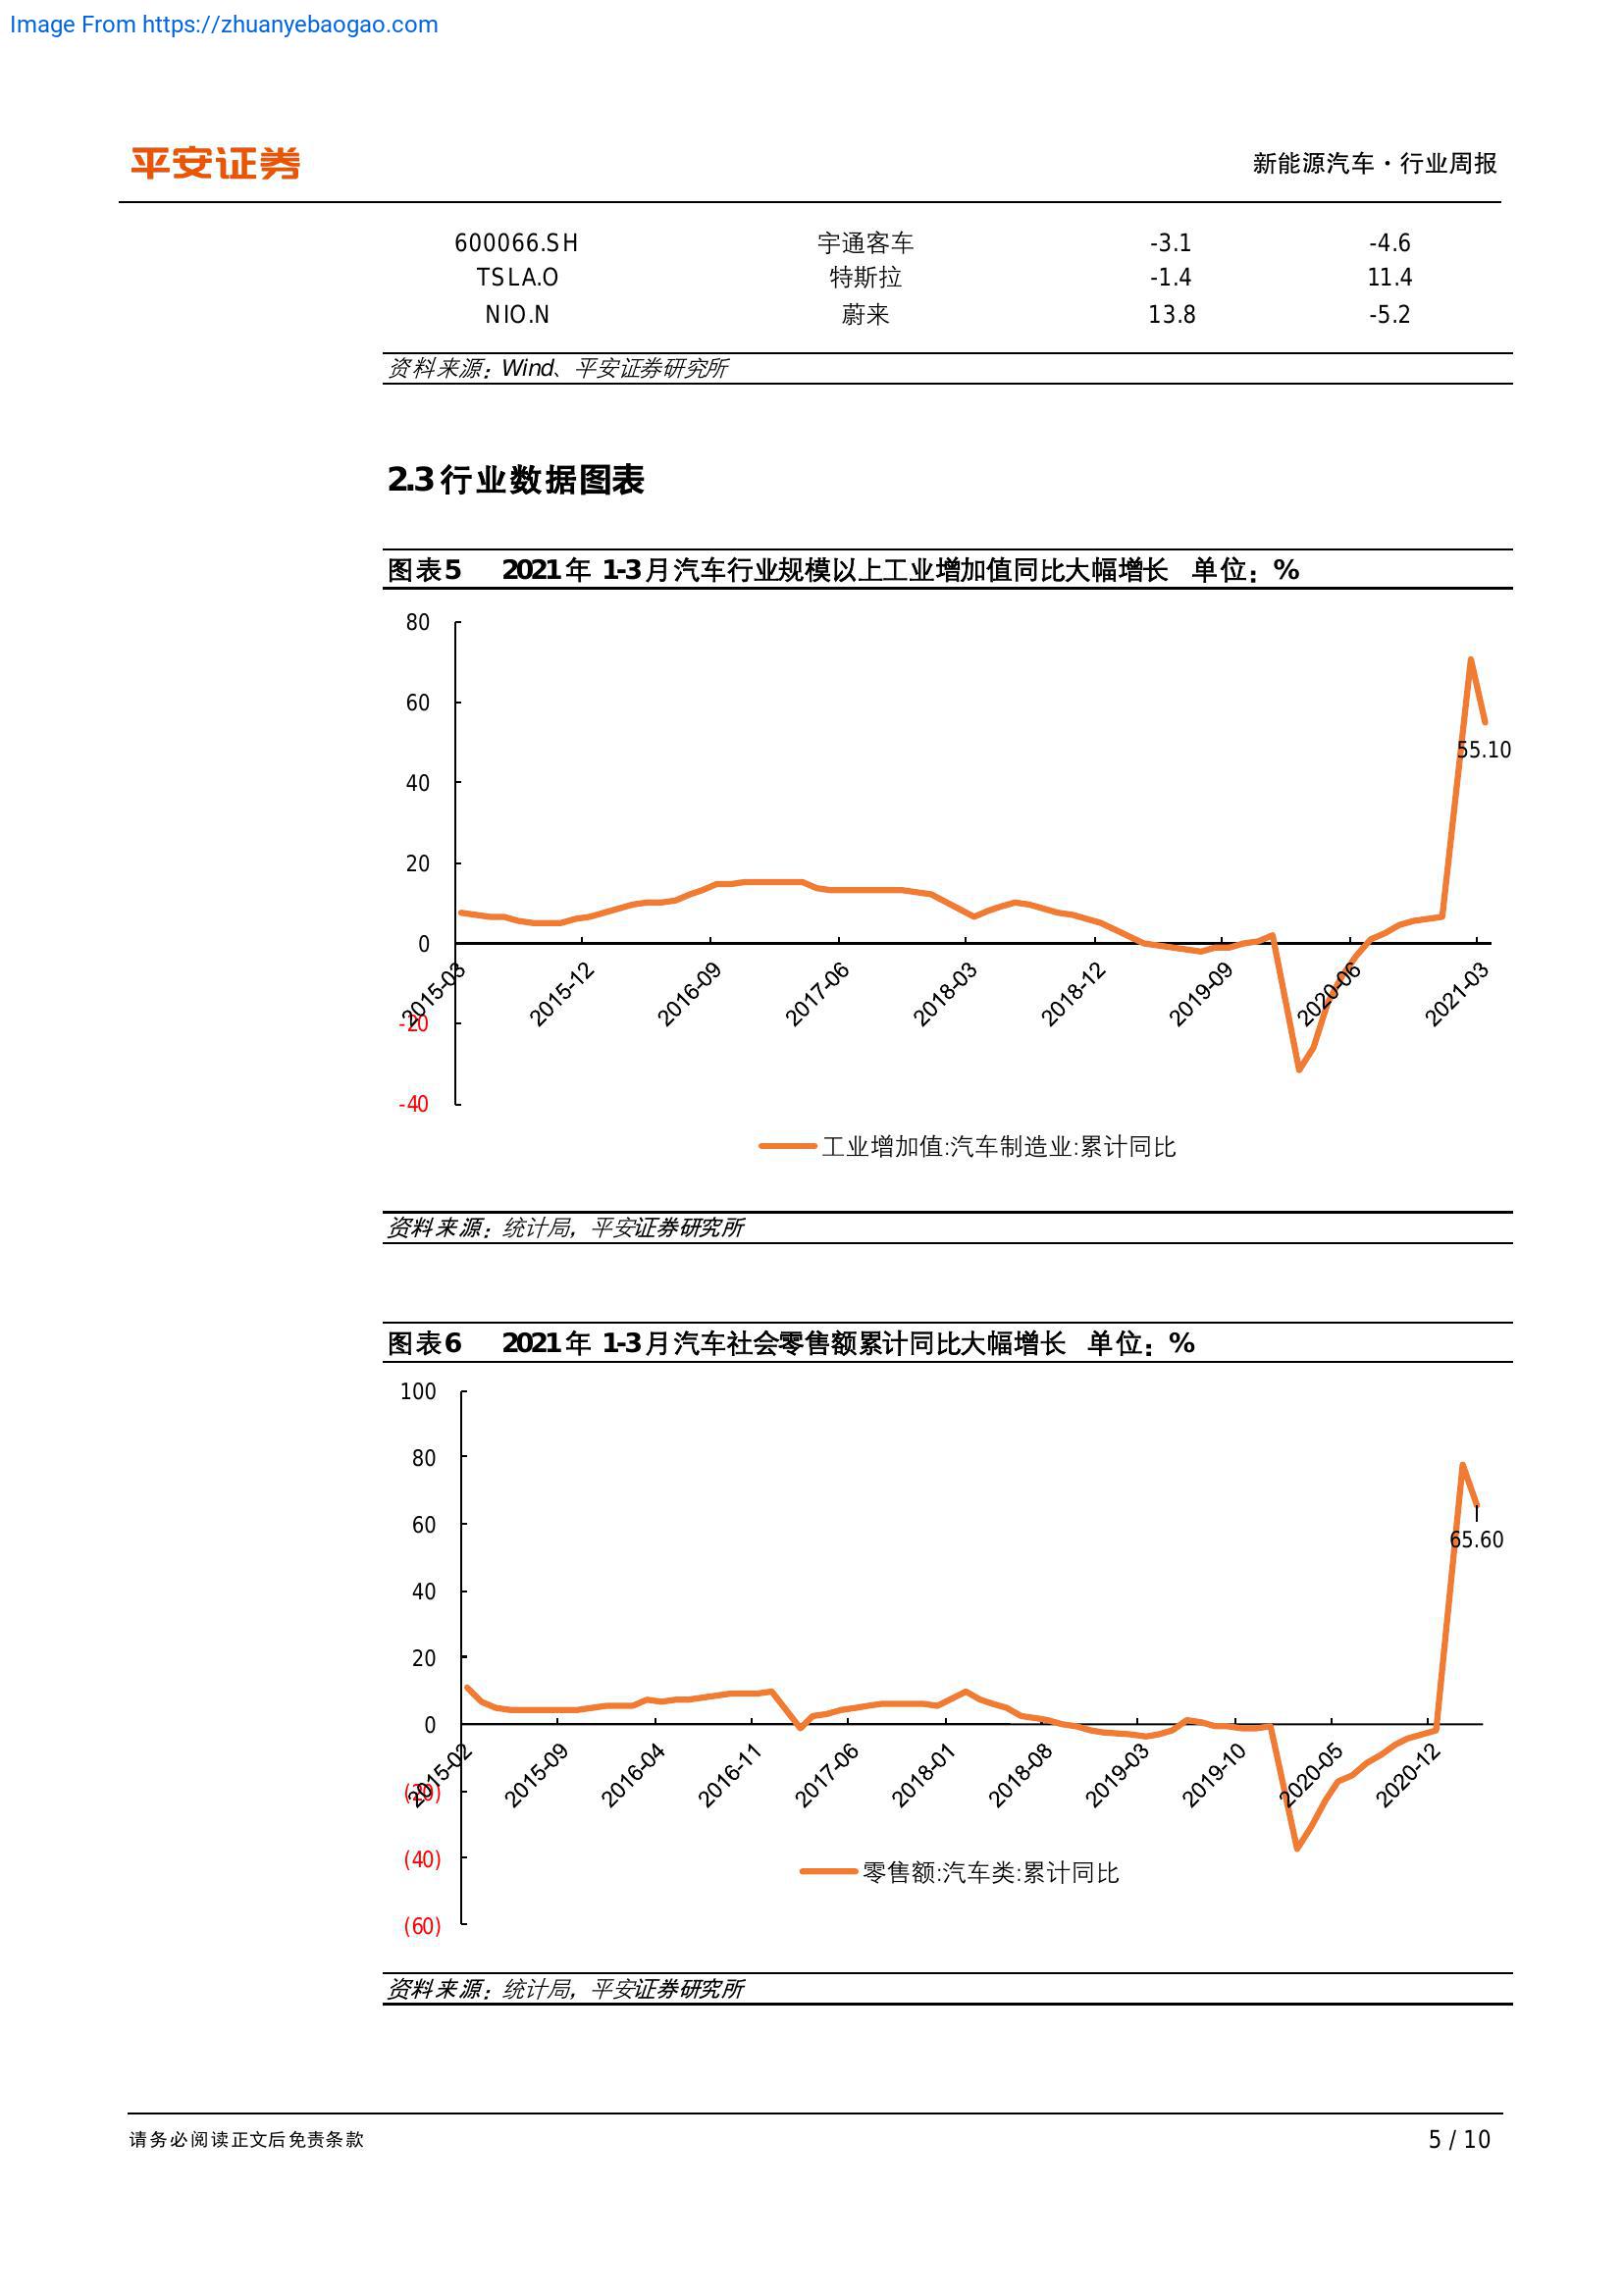 Image From https://zhuanyebaogao.com
平安证券
新能源汽车·行业周报
600066.SH 宇通客车 -3.1 -4.6
TSLA.O 特斯拉 -1.4 11.4
NIO.N 蔚来 13.8 -5.2
资料来源：Wind、平安证券研究所
2.3 行业数据图表
图表5 2021 年 1-3 月汽车行业规模以上工业增加值同比大幅增长 单位：%
80
60
40
20
0
-20
-40
55.10
2015-03 2015-12 2016-09 2017-06 2018-03 2018-12 2019-09 2020-06 2021-03
工业增加值:汽车制造业:累计同比
资料来源：统计局，平安证券研究所
图表6 2021 年 1-3 月汽车社会零售额累计同比大幅增长 单位：%
100
80
60
40
20
0
(20)
(40)
(60)
65.60
2015-02 2015-09 2016-04 2016-11 2017-06 2018-01 2018-08 2019-03 2019-10 2020-05 2020-12
零售额:汽车类:累计同比
资料来源：统计局，平安证券研究所
请务必阅读正文后免责条款
5 / 10